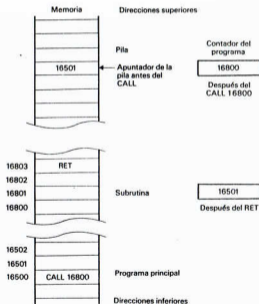 Memoria
Direcciones superiores
Pila
16501
Apuntador de la
pila antes del
CALL
Contador del
programa
16800
Después del
CALL 16800
16803
RET
16802
16801
16800
Subrutina
16501
Después del RET
16502
16501
16500
CALL 16800
Programa principal
Direcciones inferiores